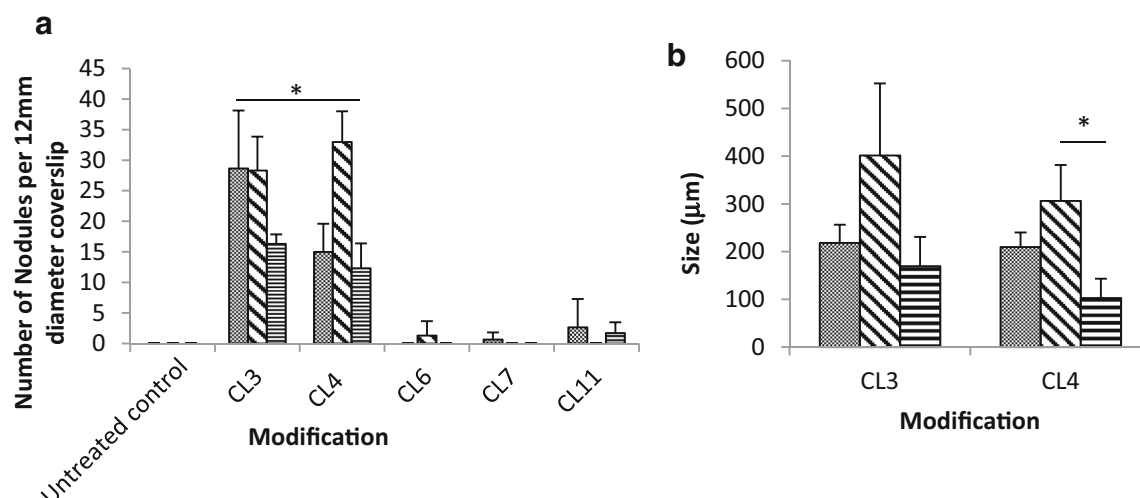 a
Number of Nodules per 12mm
diameter coverslip
45
40
35
30
25
20
15
10
5
0
*
Untreated control
CL3
CL4
CL6
CL7
CL11
Modification
b
Size (μm)
600
500
400
300
200
100
0
*
CL3
CL4
Modification